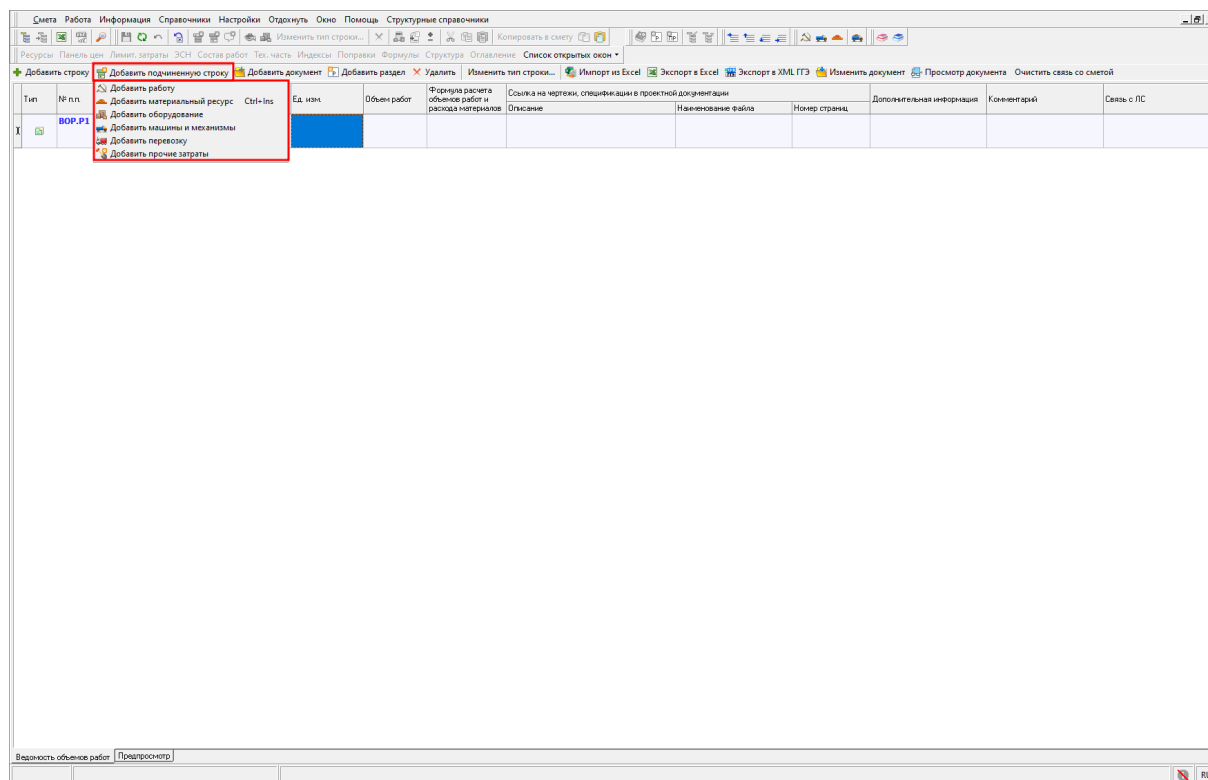 Смета Работа Информация Справочники Настройки Отдохнуть Окно Помощь Структурные справочники
Изменить тип строки... Копировать в смету
Ресурсы Панель цен Лимит. затраты ЭСН Состав работ Тех. часть Индексы Поправки Формулы Структура Оглавление Список открытых окон
Добавить строку Добавить подчиненную строку Добавить документ Добавить раздел Удалить Изменить тип строки... Импорт из Excel Экспорт в Excel Экспорт в XML ГГЭ Изменить документ Просмотр документа Очистить связь со сметой
Тип № п.п. Ед. изм. Объем работ Формула расчета объемов работ и расхода материалов Ссылка на чертежи, спецификации в проектной документации Дополнительная информация Комментарий Связь с ЛС
Описание Наименование файла Номер страниц
ВОР.Р1
Добавить работу
Добавить материальный ресурс Ctrl+Ins
Добавить оборудование
Добавить машины и механизмы
Добавить перевозку
Добавить прочие затраты
Ведомость объемов работ Предпросмотр